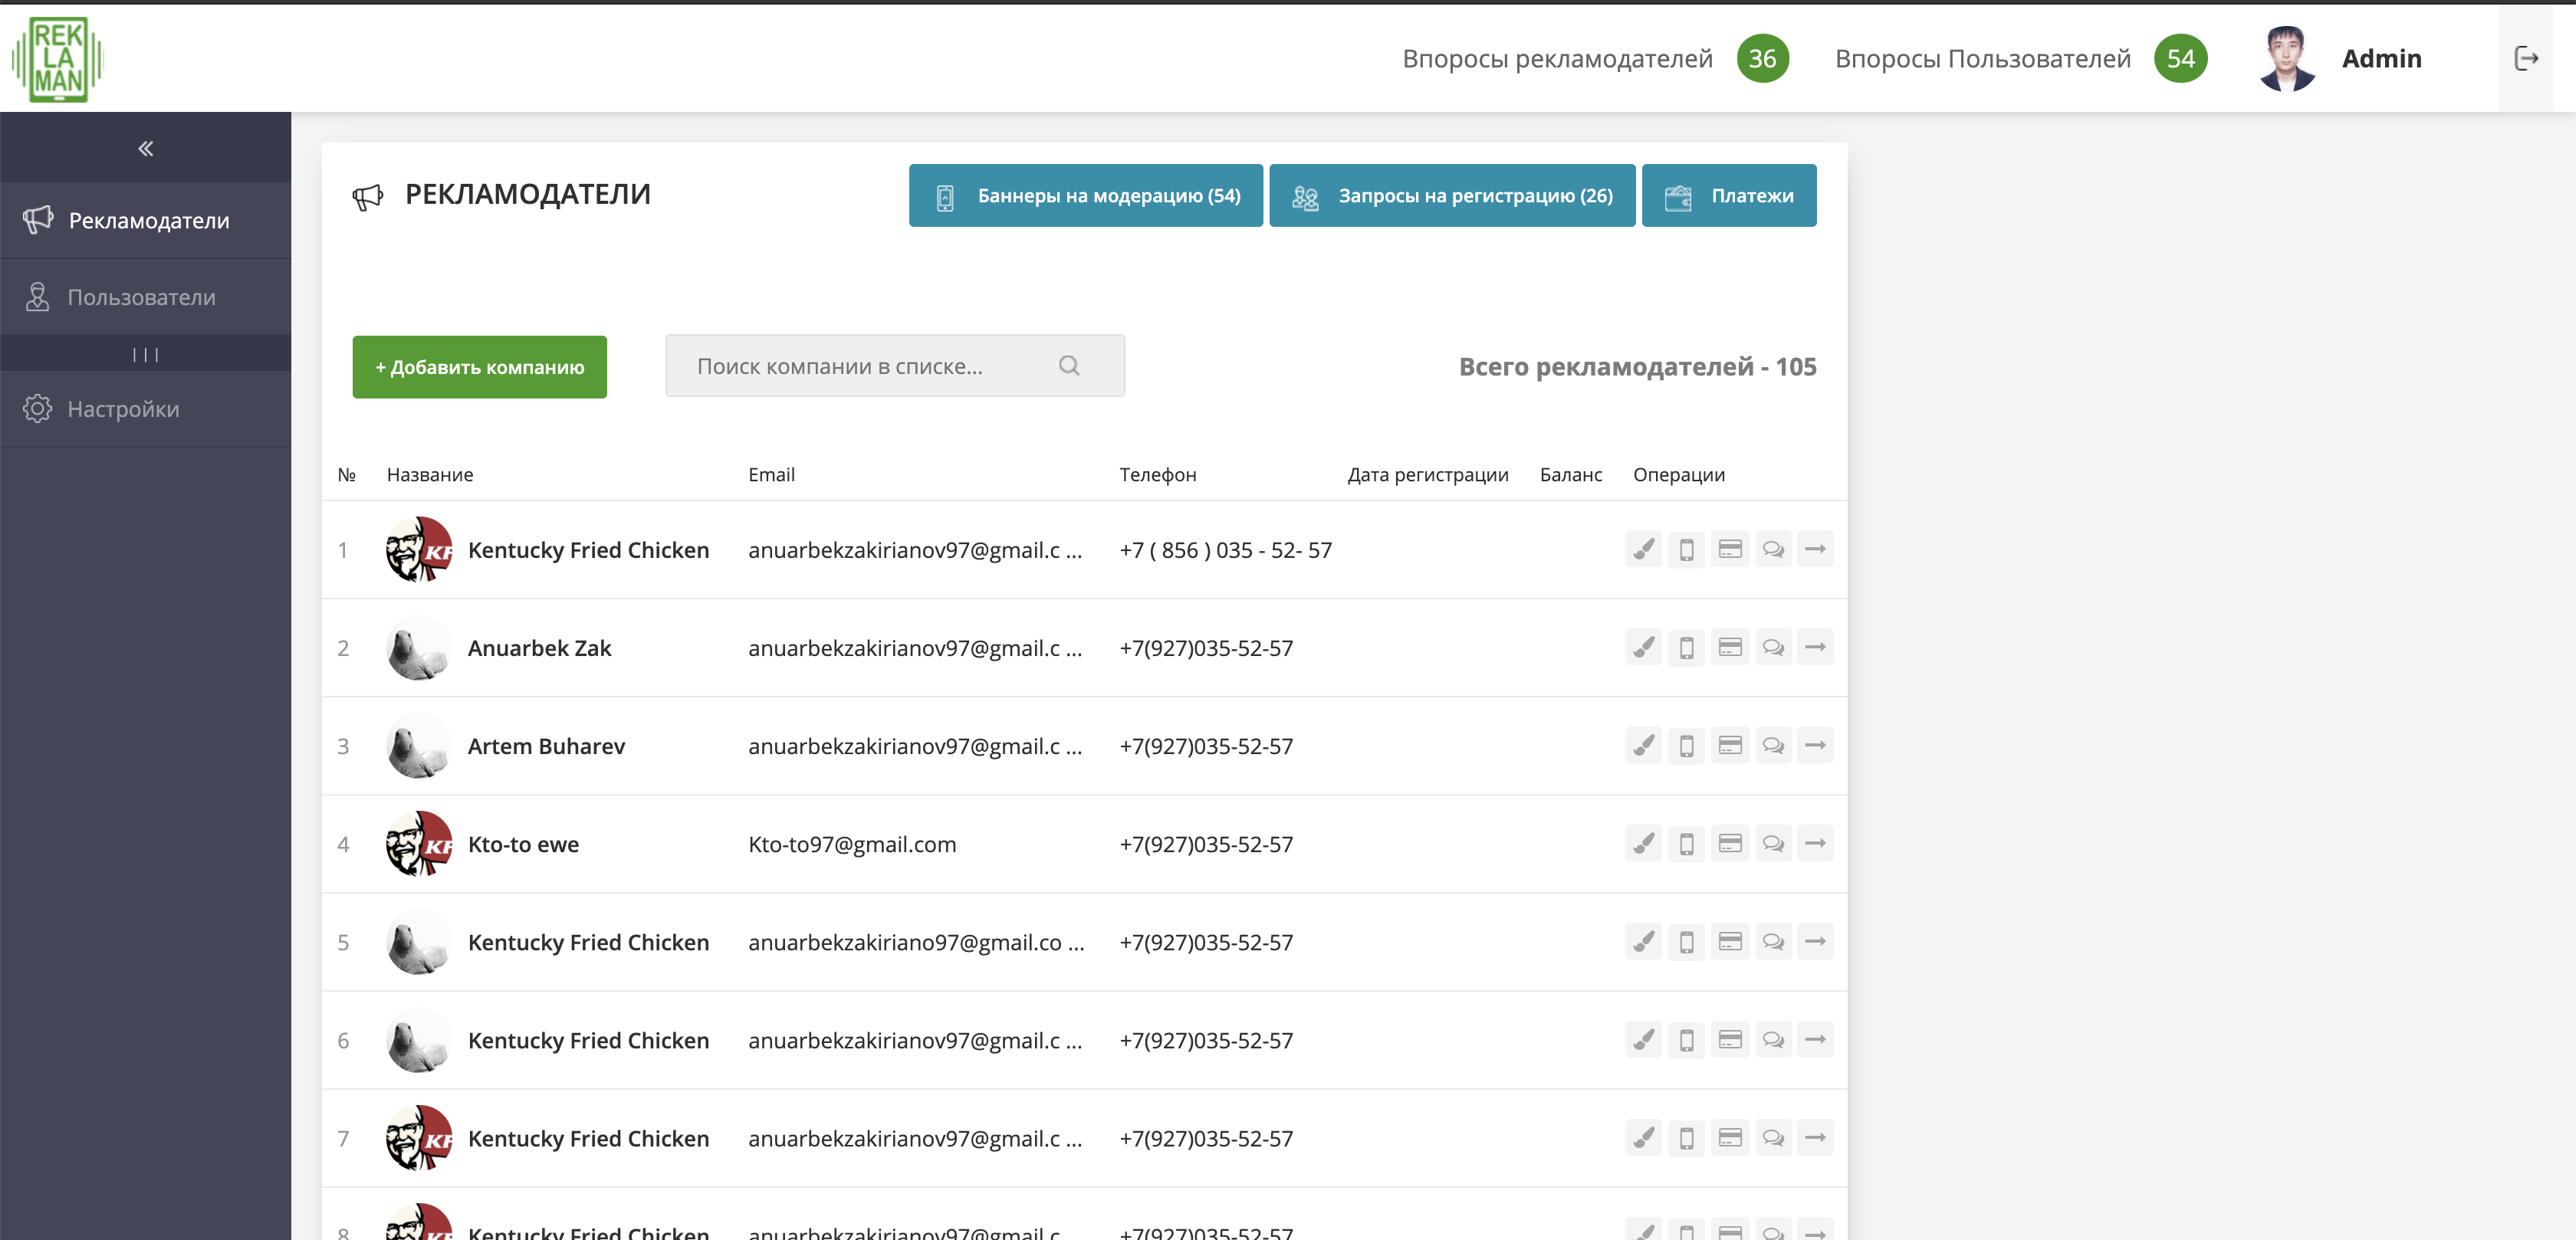 REK
LA
MAN
Впоросы рекламодателей 36 Впоросы Пользователей 54 Admin
Рекламодатели
Пользователи
Настройки
РЕКЛАМОДАТЕЛИ
Баннеры на модерацию (54) Запросы на регистрацию (26) Платежи
+ Добавить компанию Поиск компании в списке... Всего рекламодателей - 105
№ Название Email Телефон Дата регистрации Баланс Операции
1 KF Kentucky Fried Chicken anuarbekzakirianov97@gmail.c ... +7 ( 856 ) 035 - 52- 57
2 Anuarbek Zak anuarbekzakirianov97@gmail.c ... +7(927)035-52-57
3 Artem Buharev anuarbekzakirianov97@gmail.c ... +7(927)035-52-57
4 KF Kto-to ewe Kto-to97@gmail.com +7(927)035-52-57
5 Kentucky Fried Chicken anuarbekzakiriano97@gmail.co ... +7(927)035-52-57
6 Kentucky Fried Chicken anuarbekzakirianov97@gmail.c ... +7(927)035-52-57
7 KF Kentucky Fried Chicken anuarbekzakirianov97@gmail.c ... +7(927)035-52-57
8 KF Kentucky Fried Chicken anuarbekzakirianov97@gmail.c ... +7(927)035-52-57